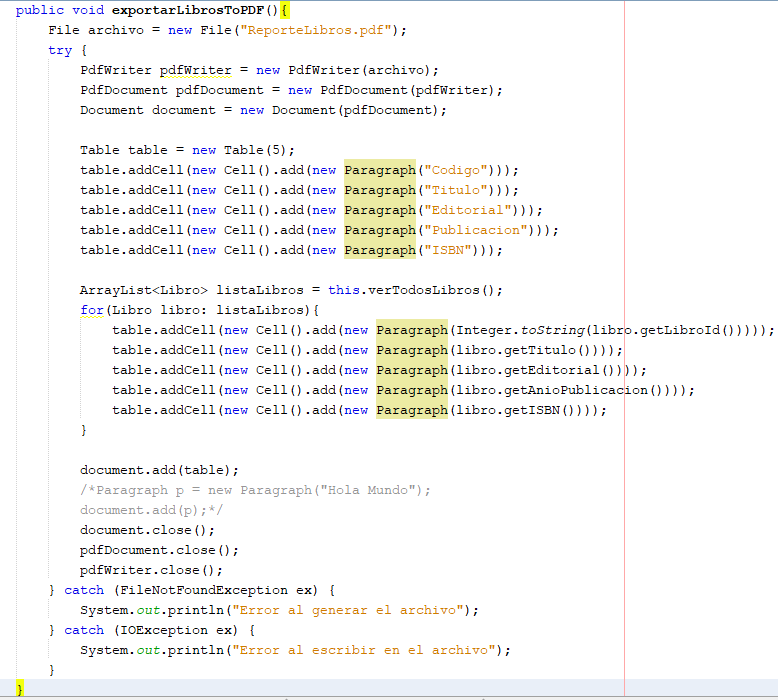 public void exportarLibrosToPDF(){
    File archivo = new File("ReporteLibros.pdf");
    try {
        PdfWriter pdfWriter = new PdfWriter(archivo);
        PdfDocument pdfDocument = new PdfDocument(pdfWriter);
        Document document = new Document(pdfDocument);

        Table table = new Table(5);
        table.addCell(new Cell().add(new Paragraph("Codigo")));
        table.addCell(new Cell().add(new Paragraph("Titulo")));
        table.addCell(new Cell().add(new Paragraph("Editorial")));
        table.addCell(new Cell().add(new Paragraph("Publicacion")));
        table.addCell(new Cell().add(new Paragraph("ISBN")));

        ArrayList<Libro> listaLibros = this.verTodosLibros();
        for(Libro libro: listaLibros){
            table.addCell(new Cell().add(new Paragraph(Integer.toString(libro.getLibroId()))));
            table.addCell(new Cell().add(new Paragraph(libro.getTitulo())));
            table.addCell(new Cell().add(new Paragraph(libro.getEditorial())));
            table.addCell(new Cell().add(new Paragraph(libro.getAnioPublicacion())));
            table.addCell(new Cell().add(new Paragraph(libro.getISBN())));
        }

        document.add(table);
        /*Paragraph p = new Paragraph("Hola Mundo");
        document.add(p);*/
        document.close();
        pdfDocument.close();
        pdfWriter.close();
    } catch (FileNotFoundException ex) {
        System.out.println("Error al generar el archivo");
    } catch (IOException ex) {
        System.out.println("Error al escribir en el archivo");
    }
}